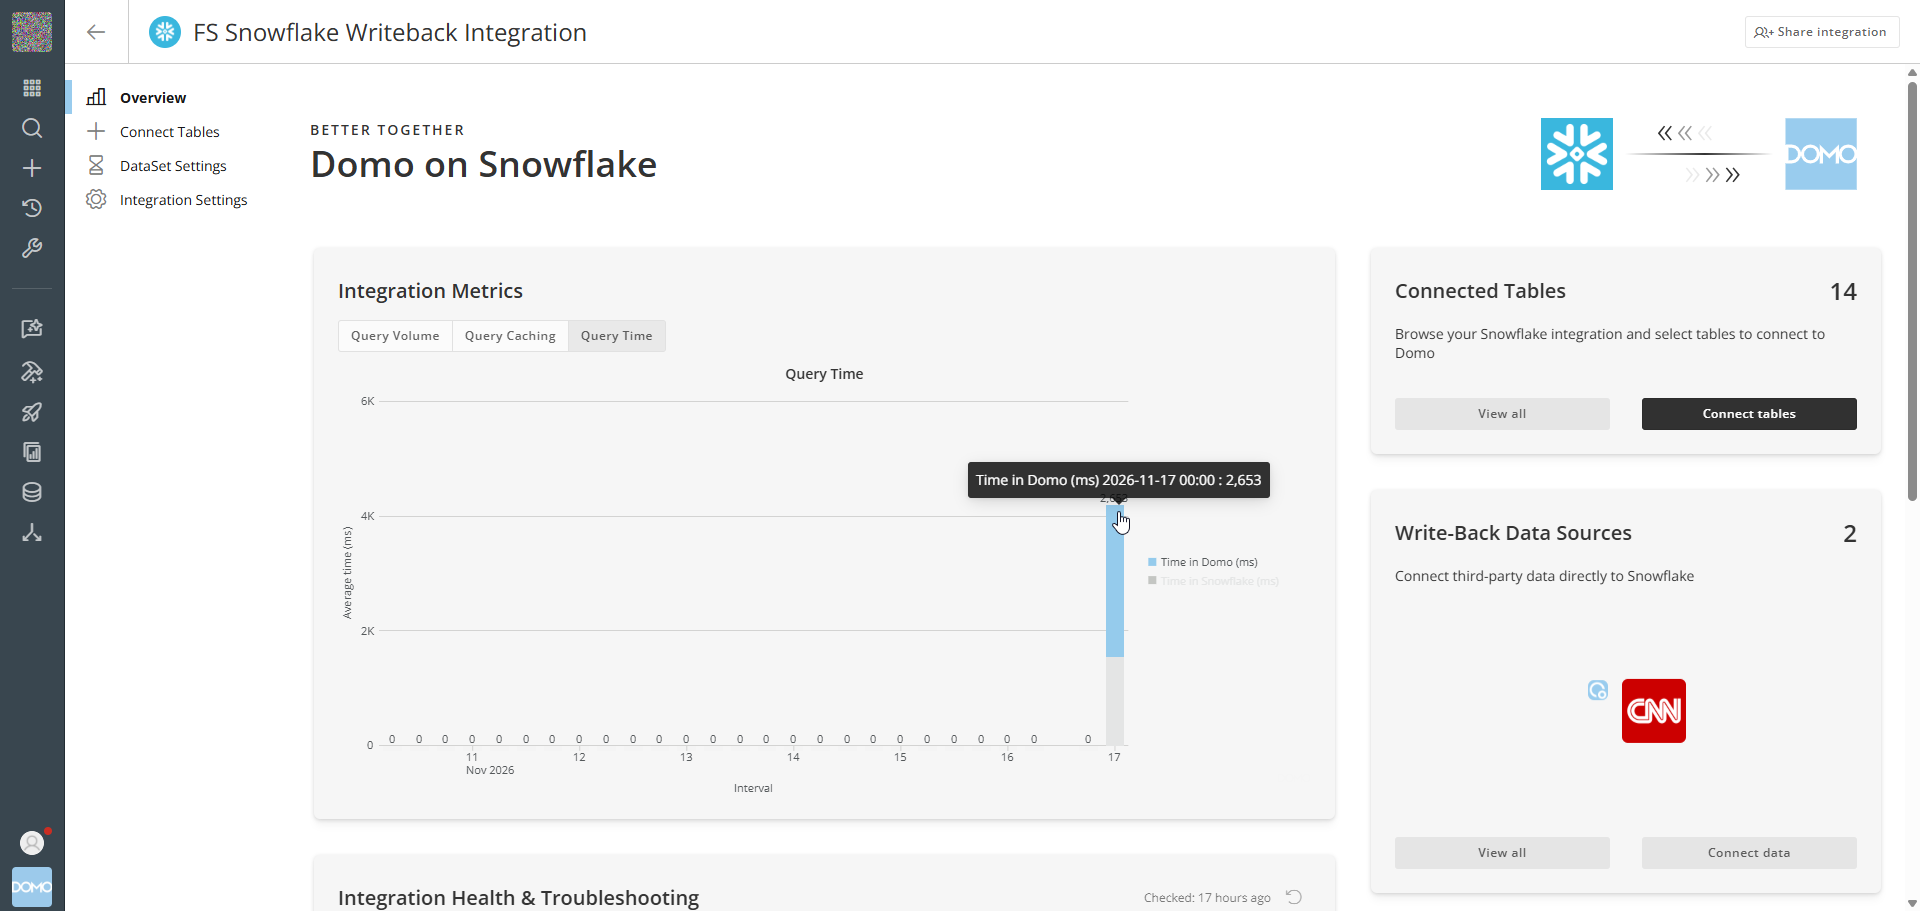 FS Snowflake Writeback Integration
Share integration
Overview
Connect Tables
DataSet Settings
Integration Settings
BETTER TOGETHER
Domo on Snowflake
DOMO
Integration Metrics
Query Volume
Query Caching
Query Time
Query Time
6K
4K
2K
0
Average time (ms)
Time in Domo (ms) 2026-11-17 00:00 : 2,653
Time in Domo (ms)
Time in Snowflake (ms)
0 0 0 0 0 0 0 0 0 0 0 0 0 0 0 0 0 0 0 0 0 0 0 0 0 0
11 12 13 14 15 16 17
Nov 2026
Interval
Connected Tables 14
Browse your Snowflake integration and select tables to connect to
Domo
View all
Connect tables
Write-Back Data Sources 2
Connect third-party data directly to Snowflake
CNN
View all
Connect data
Integration Health & Troubleshooting
Checked: 17 hours ago
DOMO